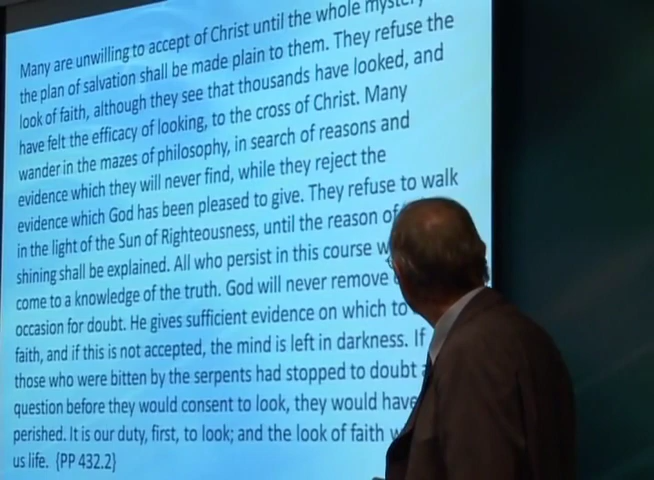 Many are unwilling to accept of Christ until the whole mystery
the plan of salvation shall be made plain to them. They refuse the
look of faith, although they see that thousands have looked, and
have felt the efficacy of looking, to the cross of Christ. Many
wander in the mazes of philosophy, in search of reasons and
evidence which they will never find, while they reject the
evidence which God has been pleased to give. They refuse to walk
in the light of the Sun of Righteousness, until the reason of
shining shall be explained. All who persist in this course
come to a knowledge of the truth. God will never remove
occasion for doubt. He gives sufficient evidence on which to
faith, and if this is not accepted, the mind is left in darkness. If
those who were bitten by the serpents had stopped to doubt
question before they would consent to look, they would have
perished. It is our duty, first, to look; and the look of faith
us life. {PP 432.2}